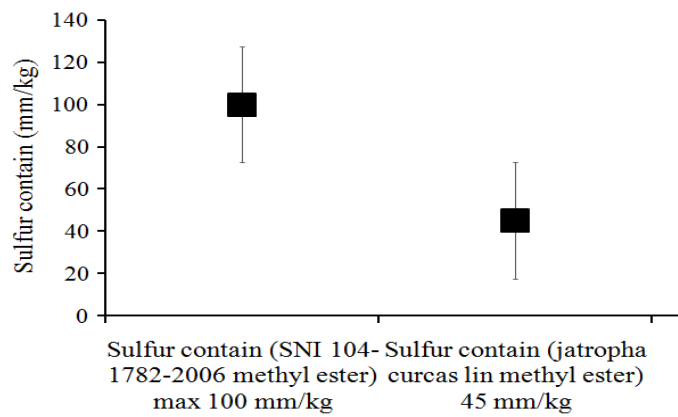 Sulfur contain (mm/kg)
140
120
100
80
60
40
20
0
Sulfur contain (SNI 104-
1782-2006 methyl ester)
max 100 mm/kg
Sulfur contain (jatropha
curcas lin methyl ester)
45 mm/kg